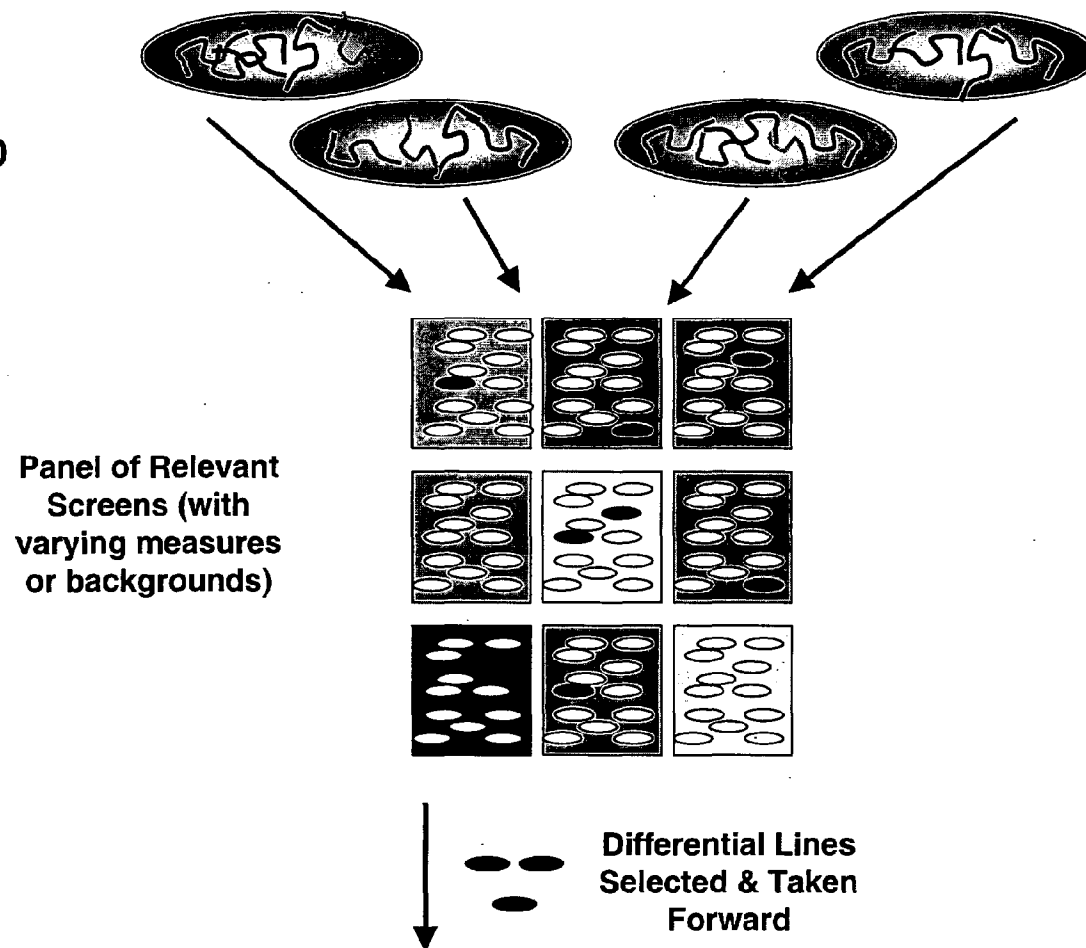 Panel of Relevant
Screens (with
varying measures
or backgrounds)
Differential Lines
Selected & Taken
Forward